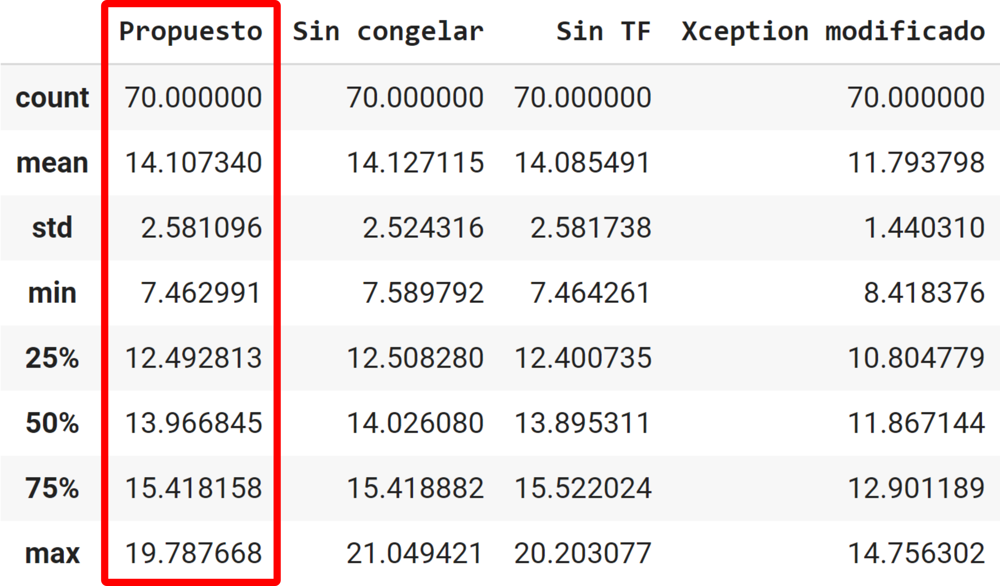 Propuesto Sin congelar Sin TF Xception modificado
count 70.000000 70.000000 70.000000 70.000000
mean 14.107340 14.127115 14.085491 11.793798
std 2.581096 2.524316 2.581738 1.440310
min 7.462991 7.589792 7.464261 8.418376
25% 12.492813 12.508280 12.400735 10.804779
50% 13.966845 14.026080 13.895311 11.867144
75% 15.418158 15.418882 15.522024 12.901189
max 19.787668 21.049421 20.203077 14.756302